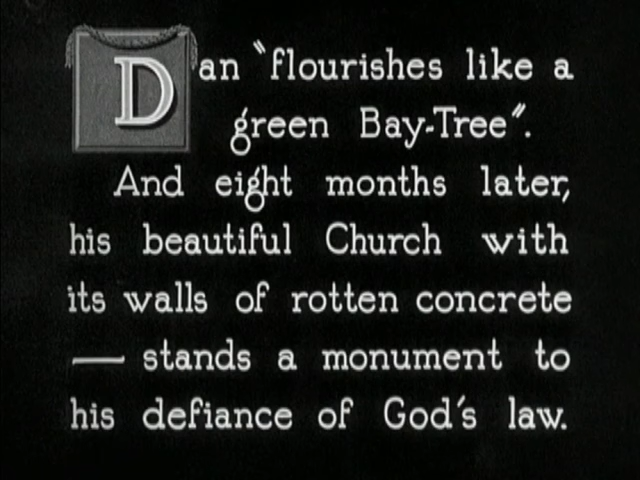 Dan "flourishes like a
green Bay-Tree".
And eight months later,
his beautiful Church with
its walls of rotten concrete
— stands a monument to
his defiance of God's law.